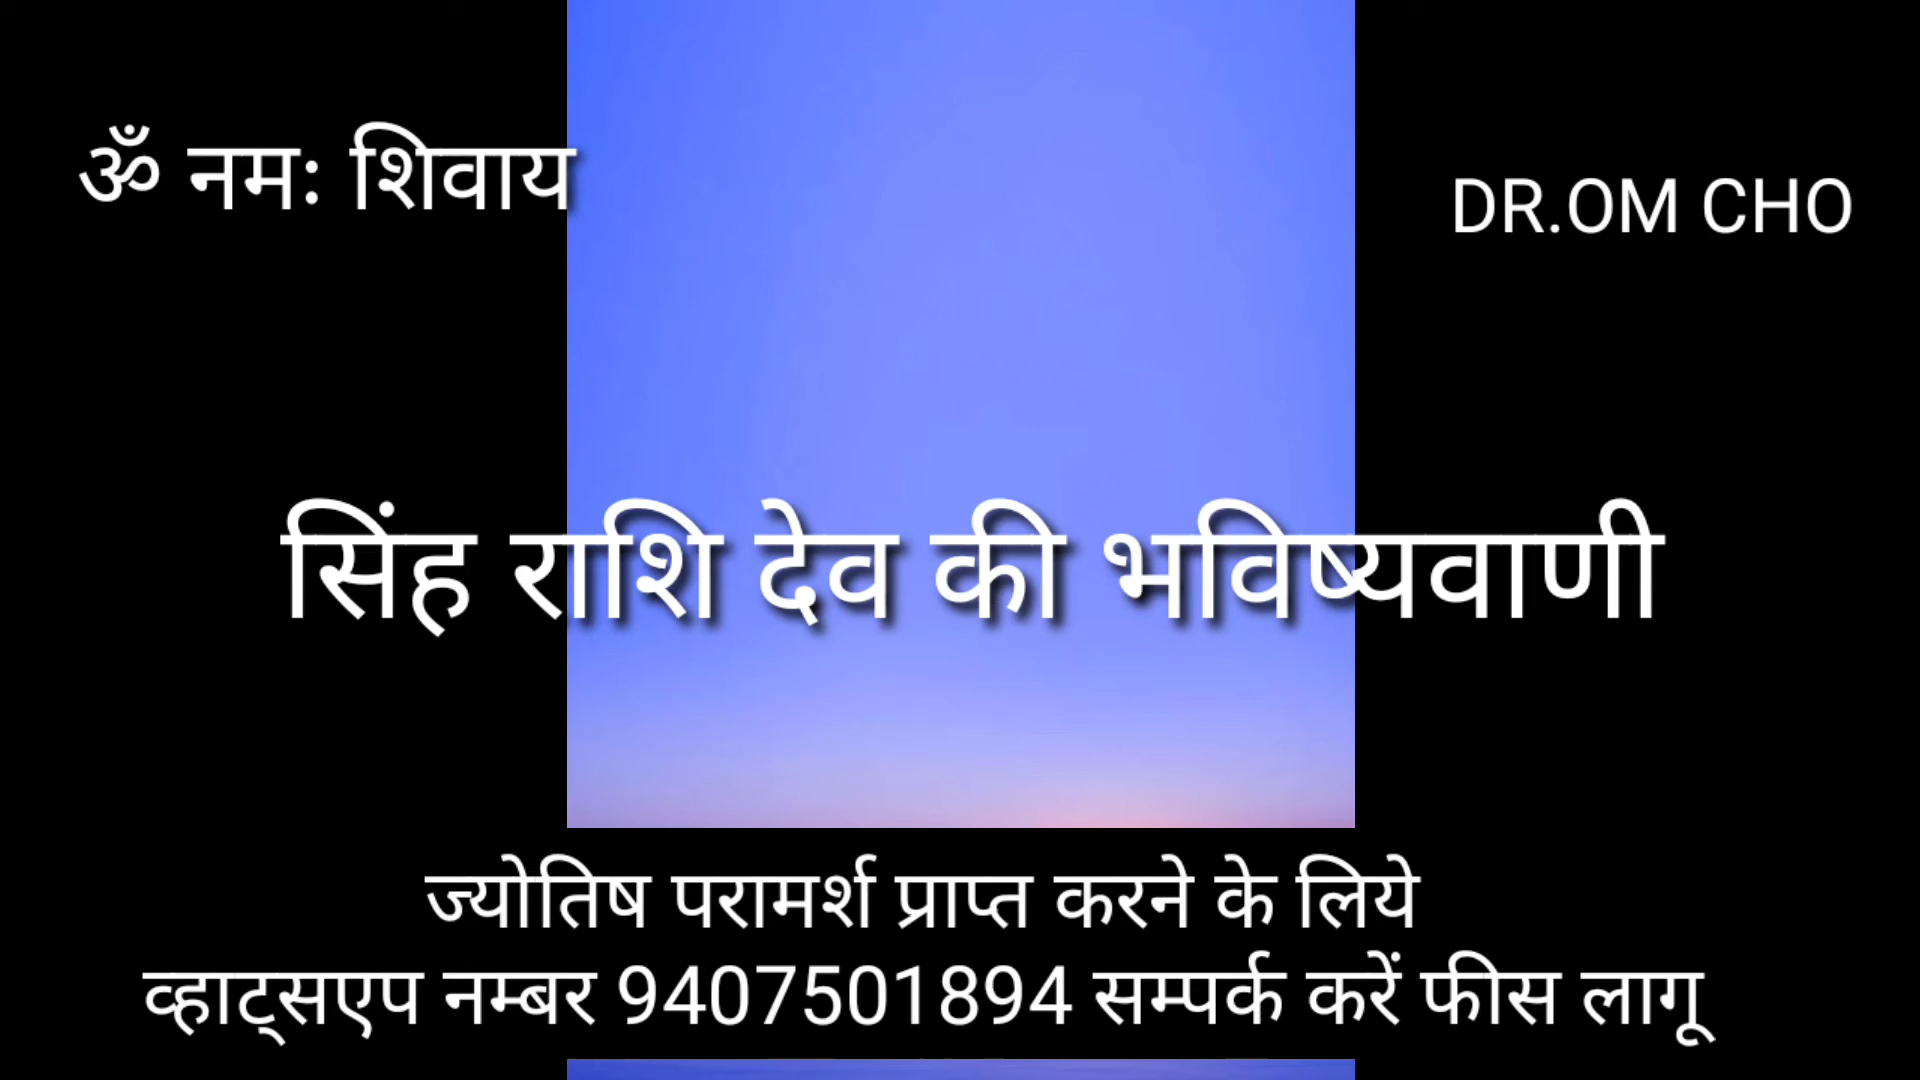 ॐ नमः शिवाय
DR.OM CHO
सिंह राशि देव की भविष्यवाणी
ज्योतिष परामर्श प्राप्त करने के लिये
व्हाट्सएप नम्बर 9407501894 सम्पर्क करें फीस लागू